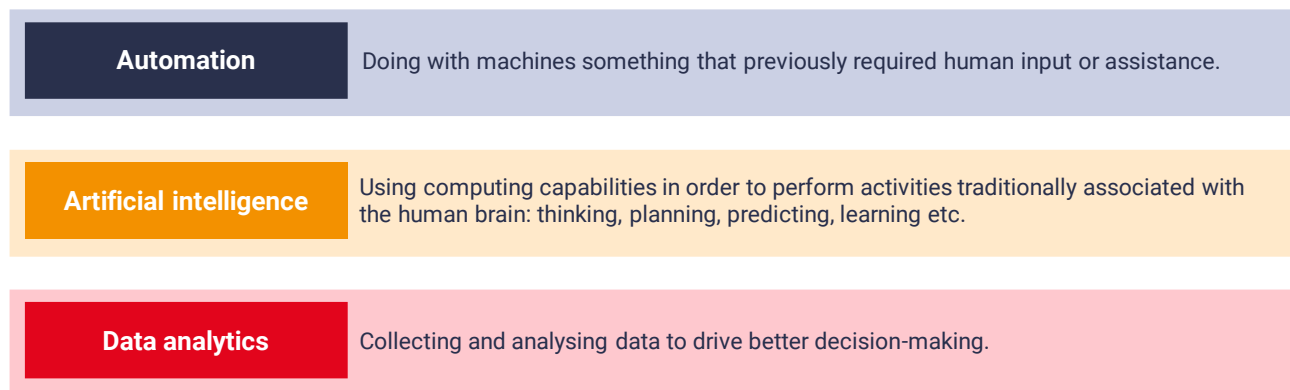 Automation
Doing with machines something that previously required human input or assistance.
Artificial intelligence
Using computing capabilities in order to perform activities traditionally associated with
the human brain: thinking, planning, predicting, learning etc.
Data analytics
Collecting and analysing data to drive better decision-making.